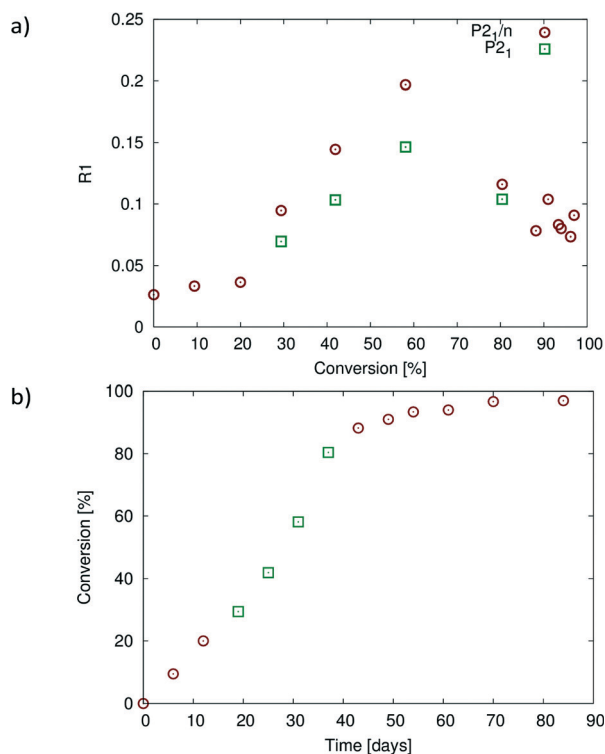 a)
P2₁/n
P2₁
R1
0.25
0.2
0.15
0.1
0.05
0
0 10 20 30 40 50 60 70 80 90 100
Conversion [%]
b)
Conversion [%]
100
80
60
40
20
0
0 10 20 30 40 50 60 70 80 90
Time [days]